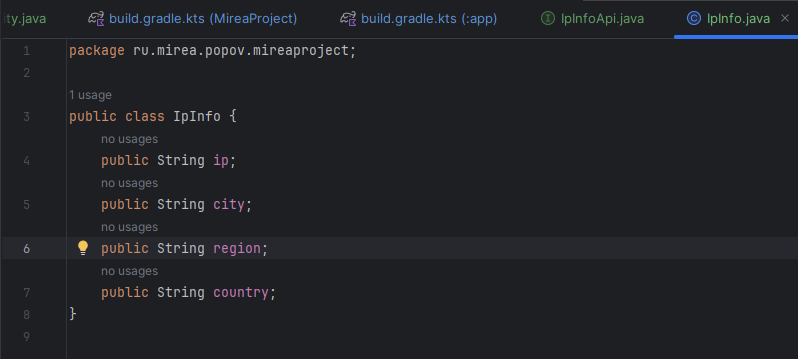 ity.java
build.gradle.kts (MireaProject)
build.gradle.kts (:app)
IpInfoApi.java
IpInfo.java
1 package ru.mirea.popov.mireaproject;
2
1 usage
3 public class IpInfo {
no usages
4 public String ip;
no usages
5 public String city;
no usages
6 public String region;
no usages
7 public String country;
8 }
9